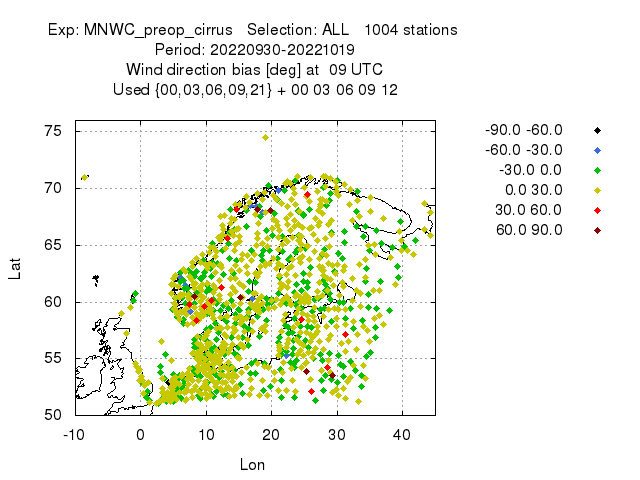 Exp: MNWC_preop_cirrus   Selection: ALL   1004 stations
Period: 20220930-20221019
Wind direction bias [deg] at  09 UTC
Used {00,03,06,09,21} + 00 03 06 09 12
-90.0 -60.0
-60.0 -30.0
-30.0 0.0
0.0 30.0
30.0 60.0
60.0 90.0
75
70
65
60
55
50
Lat
-10 0 10 20 30 40
Lon